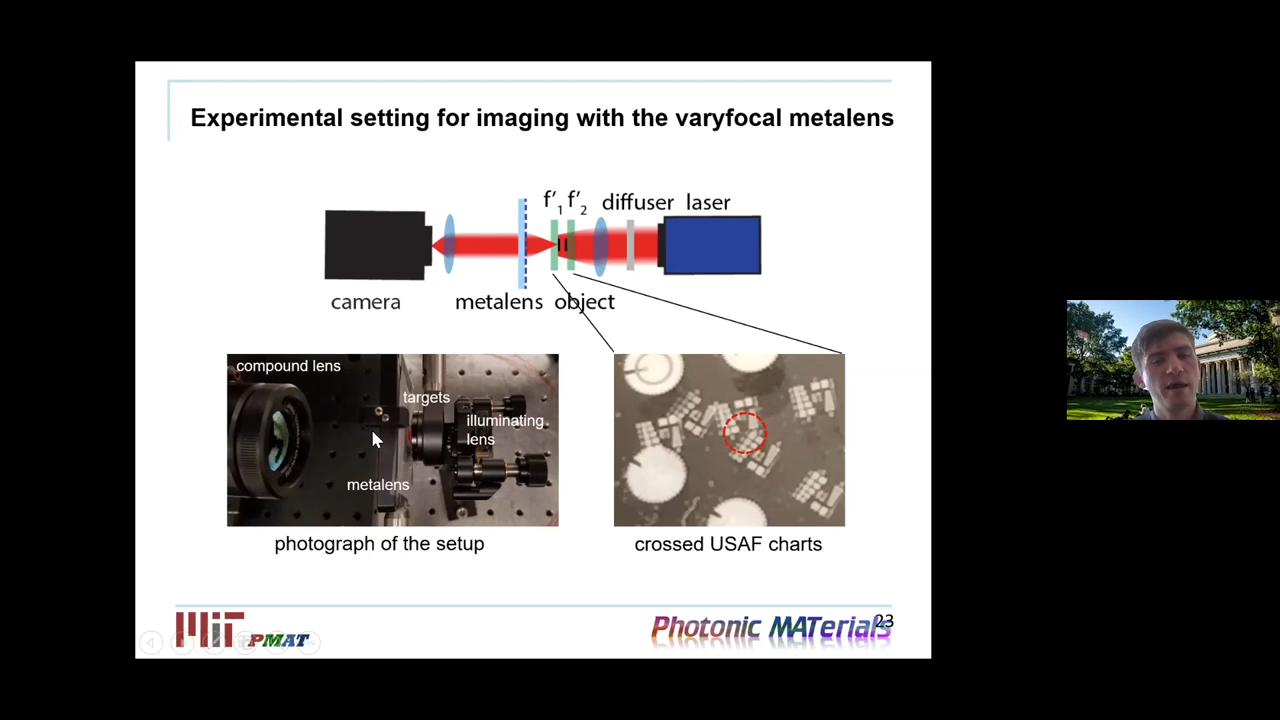 Experimental setting for imaging with the varyfocal metalens
f'1 f'2 diffuser laser
camera metalens object
compound lens
targets
illuminating
lens
metalens
photograph of the setup
crossed USAF charts
MIT PMAT
Photonic MATerials
23